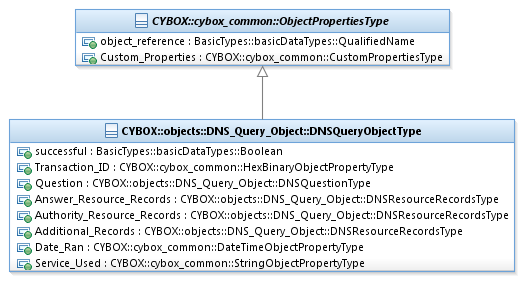 CYBOX::cybox_common::ObjectPropertiesType
object_reference : BasicTypes::basicDataTypes::QualifiedName
Custom_Properties : CYBOX::cybox_common::CustomPropertiesType
CYBOX::objects::DNS_Query_Object::DNSQueryObjectType
successful : BasicTypes::basicDataTypes::Boolean
Transaction_ID : CYBOX::cybox_common::HexBinaryObjectPropertyType
Question : CYBOX::objects::DNS_Query_Object::DNSQuestionType
Answer_Resource_Records : CYBOX::objects::DNS_Query_Object::DNSResourceRecordsType
Authority_Resource_Records : CYBOX::objects::DNS_Query_Object::DNSResourceRecordsType
Additional_Records : CYBOX::objects::DNS_Query_Object::DNSResourceRecordsType
Date_Ran : CYBOX::cybox_common::DateTimeObjectPropertyType
Service_Used : CYBOX::cybox_common::StringObjectPropertyType